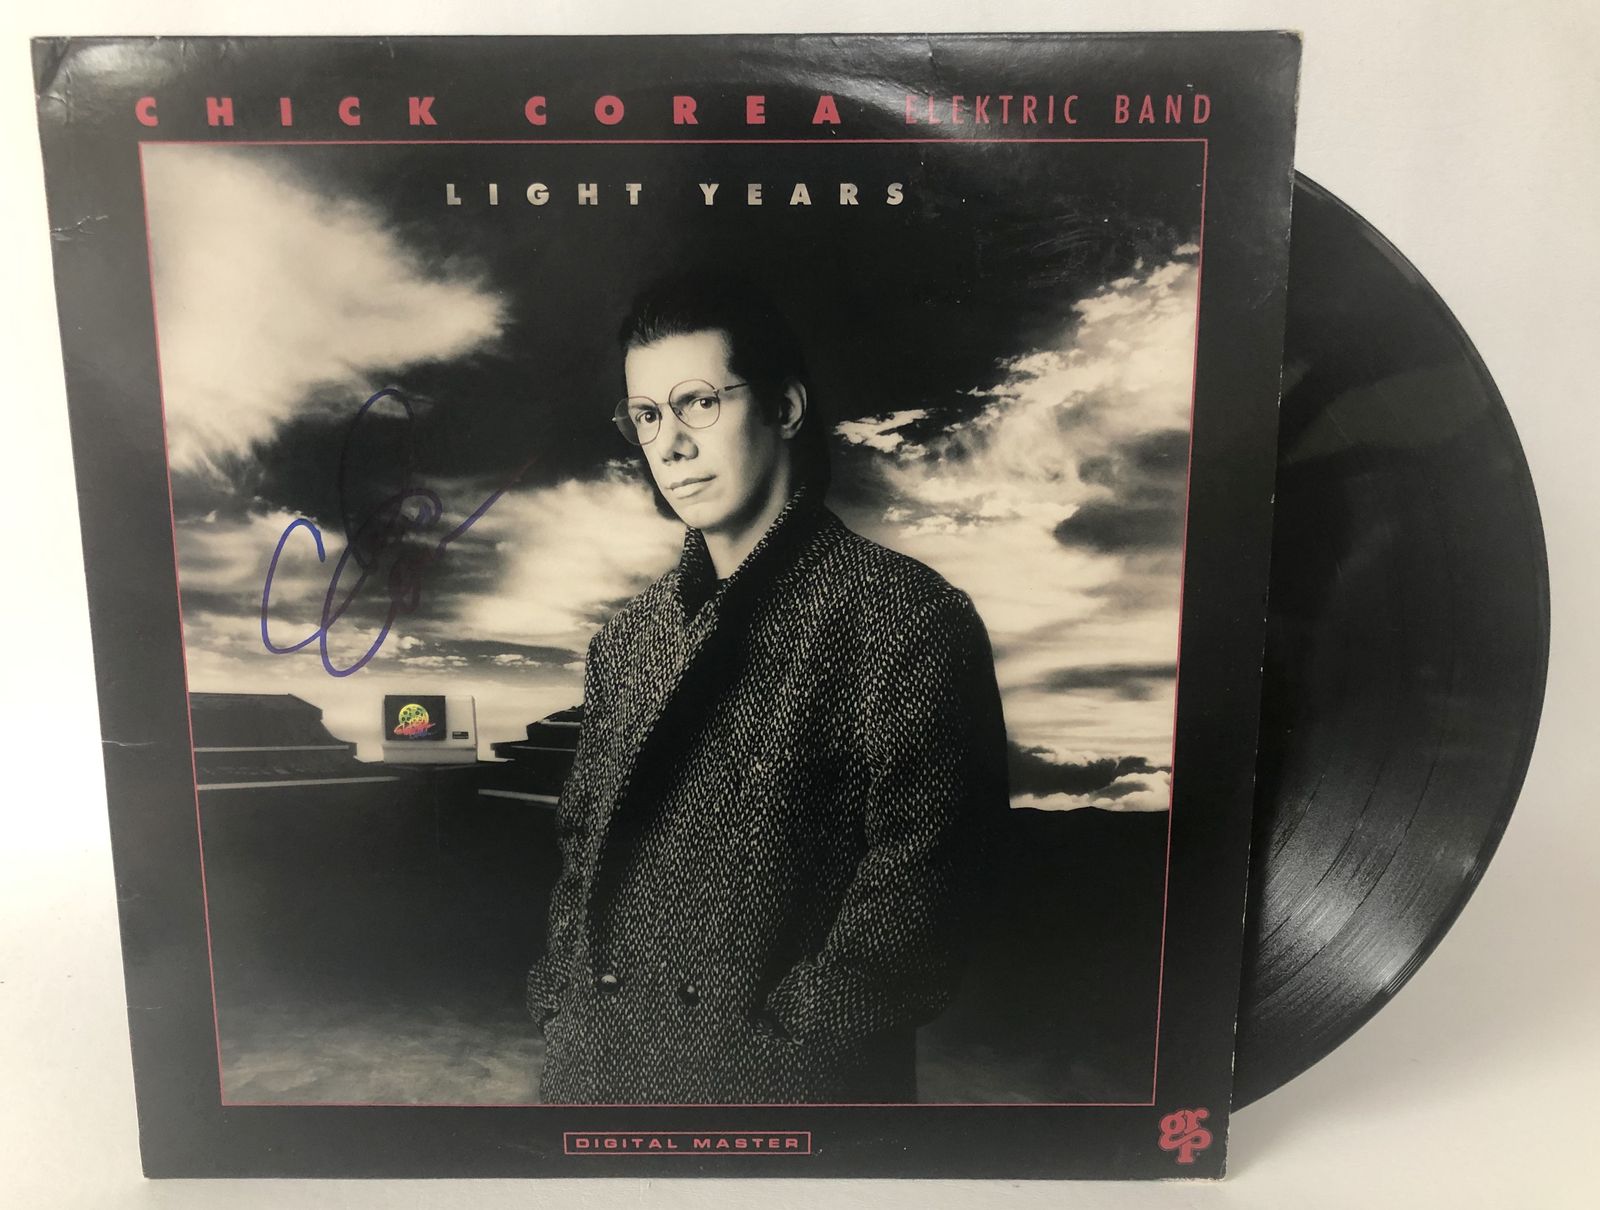 CHICK COREA ELEKTRIC BAND
LIGHT YEARS
DIGITAL MASTER
grp